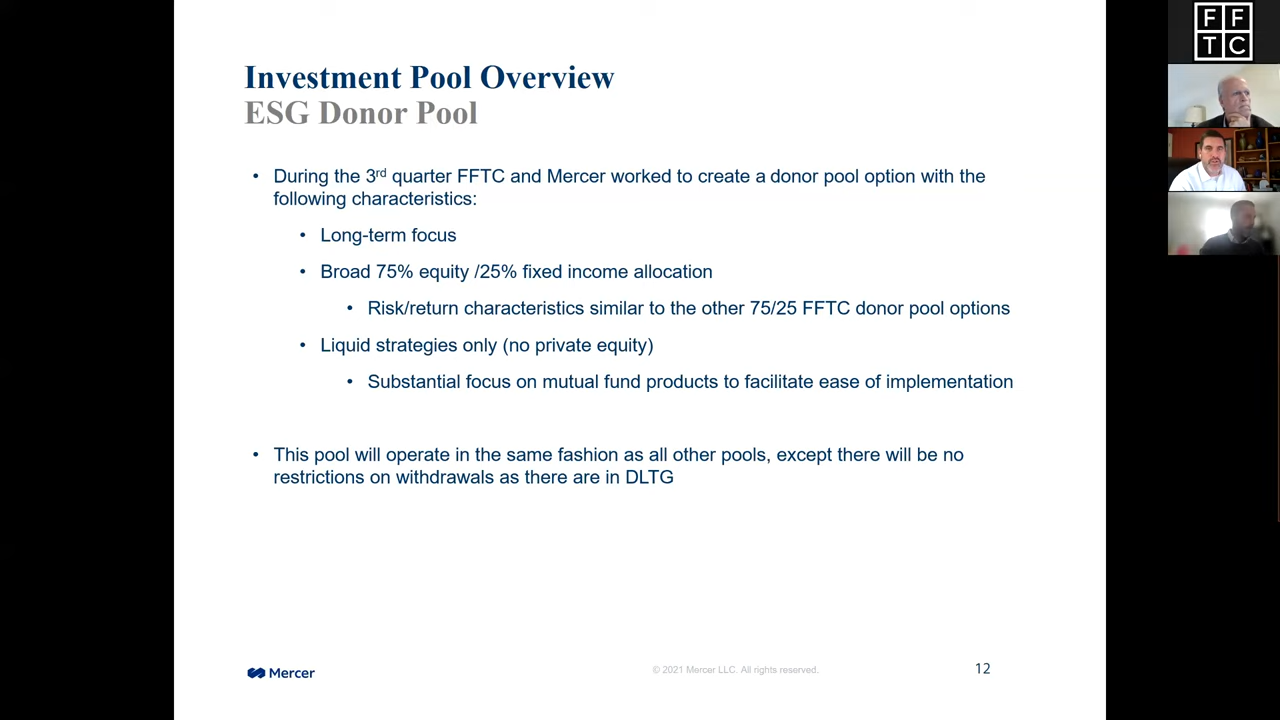 Investment Pool Overview
ESG Donor Pool
• During the 3rd quarter FFTC and Mercer worked to create a donor pool option with the
following characteristics:
• Long-term focus
• Broad 75% equity /25% fixed income allocation
• Risk/return characteristics similar to the other 75/25 FFTC donor pool options
• Liquid strategies only (no private equity)
• Substantial focus on mutual fund products to facilitate ease of implementation
• This pool will operate in the same fashion as all other pools, except there will be no
restrictions on withdrawals as there are in DLTG
Mercer
© 2021 Mercer LLC. All rights reserved.
12
F F
T C